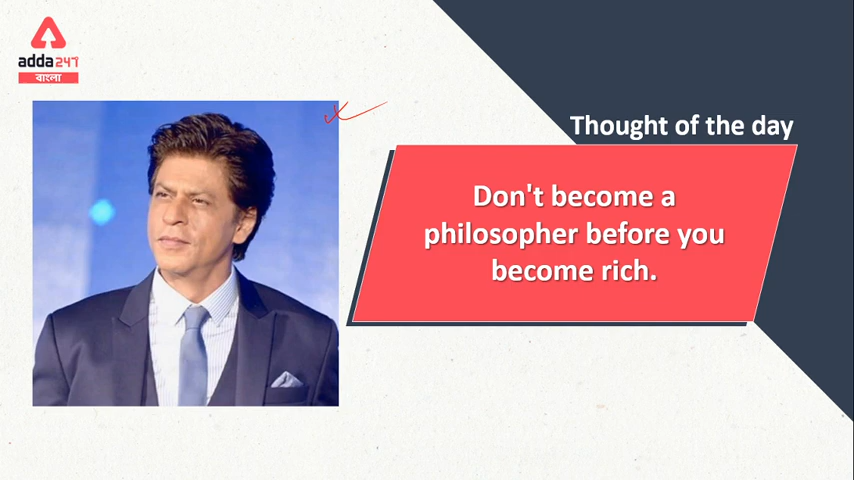 adda247
বাংলা
Thought of the day
Don't become a
philosopher before you
become rich.